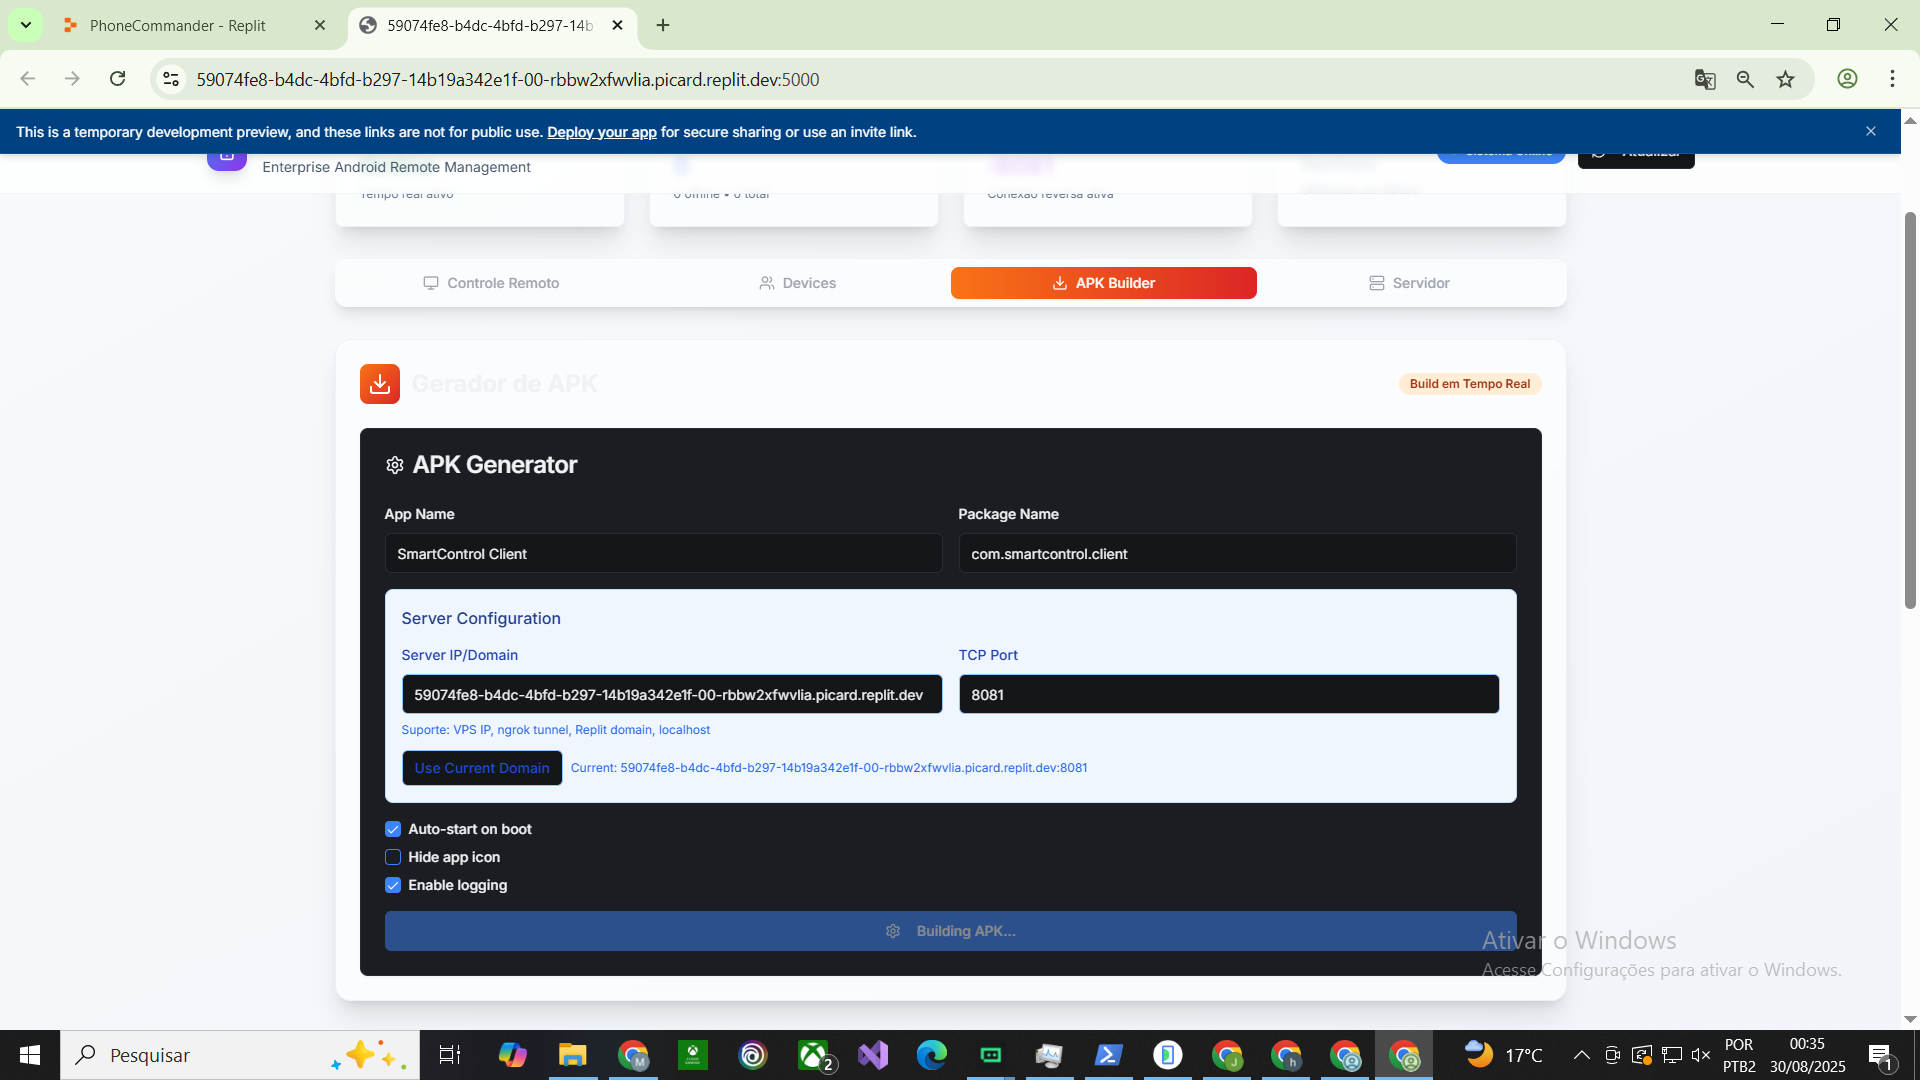 PhoneCommander - Replit
59074fe8-b4dc-4bfd-b297-14b
59074fe8-b4dc-4bfd-b297-14b19a342e1f-00-rbbw2xfwvlia.picard.replit.dev:5000
This is a temporary development preview, and these links are not for public use. Deploy your app for secure sharing or use an invite link.
Enterprise Android Remote Management
Sistema Online
Atualizar
8081
Tempo real ativo
0 offline • 0 total
Conexão reversa ativa
Controle Remoto
Devices
APK Builder
Servidor
Gerador de APK
Build em Tempo Real
APK Generator
App Name
Package Name
SmartControl Client
com.smartcontrol.client
Server Configuration
Server IP/Domain
TCP Port
59074fe8-b4dc-4bfd-b297-14b19a342e1f-00-rbbw2xfwvlia.picard.replit.dev
8081
Suporte: VPS IP, ngrok tunnel, Replit domain, localhost
Use Current Domain
Current: 59074fe8-b4dc-4bfd-b297-14b19a342e1f-00-rbbw2xfwvlia.picard.replit.dev:8081
Auto-start on boot
Hide app icon
Enable logging
Building APK...
Ativar o Windows
Acesse Configurações para ativar o Windows.
Pesquisar
2
17°C
POR
PTB2
00:35
30/08/2025
1